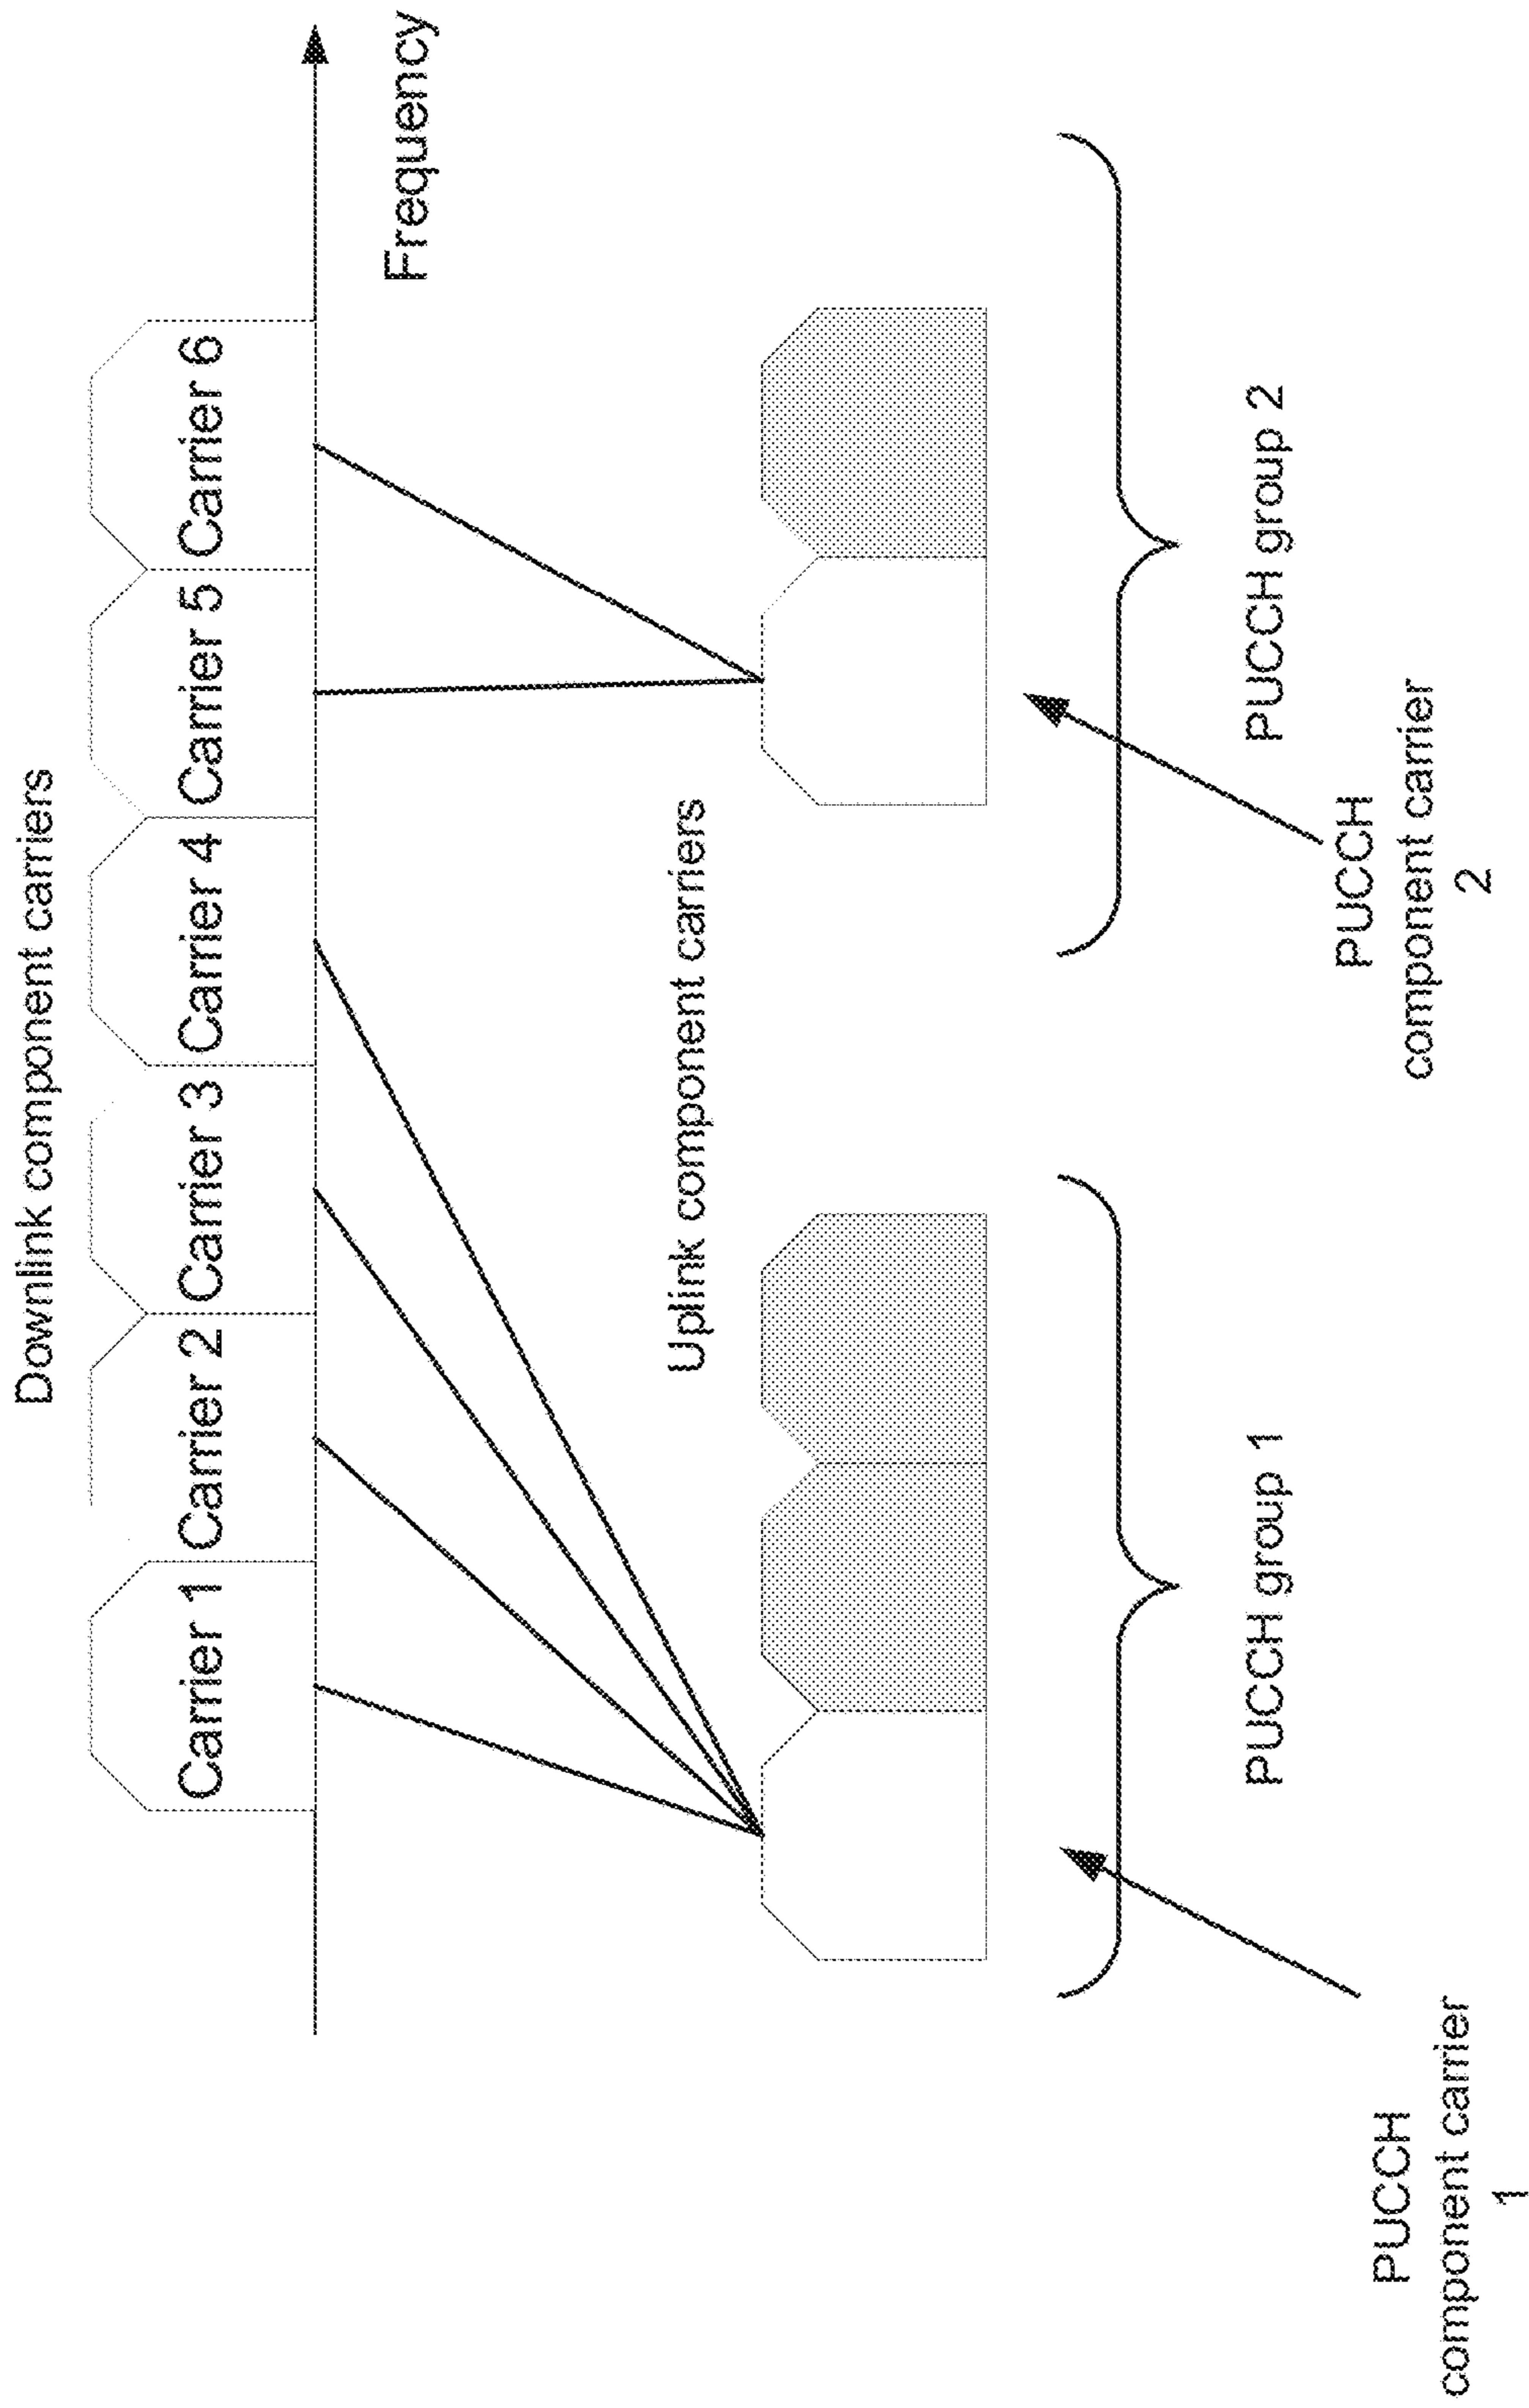 Downlink component carriers
Carrier 1
Carrier 2
Carrier 3
Carrier 4
Carrier 5
Carrier 6
Frequency
Uplink component carriers
PUCCH group 1
PUCCH group 2
PUCCH
component carrier
1
PUCCH
component carrier
2